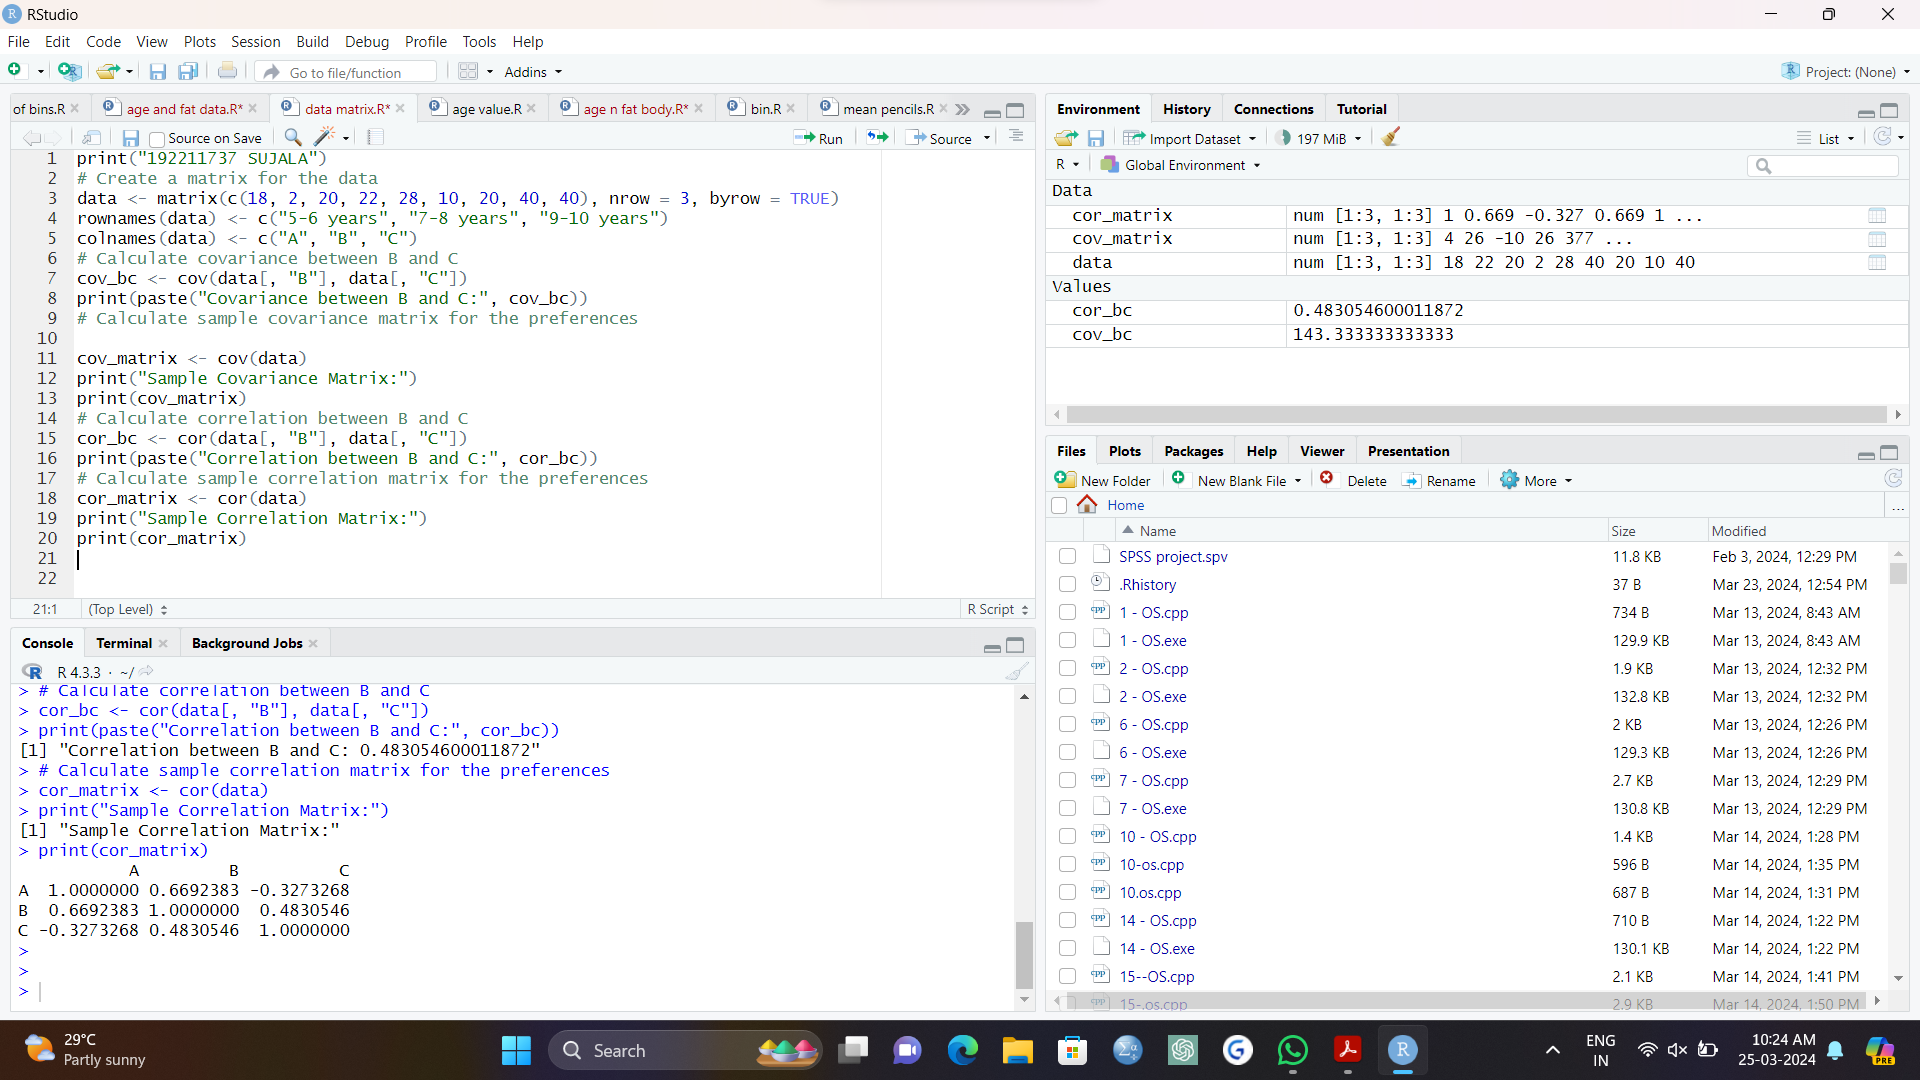 RStudio
File Edit Code View Plots Session Build Debug Profile Tools Help
Go to file/function Addins Project: (None)
of bins.R age and fat data.R* data matrix.R* age value.R age n fat body.R* bin.R mean pencils.R
Source on Save Run Source
1 print("192211737 SUJALA")
2 # Create a matrix for the data
3 data <- matrix(c(18, 2, 20, 22, 28, 10, 20, 40, 40), nrow = 3, byrow = TRUE)
4 rownames(data) <- c("5-6 years", "7-8 years", "9-10 years")
5 colnames(data) <- c("A", "B", "C")
6 # Calculate covariance between B and C
7 cov_bc <- cov(data[, "B"], data[, "C"])
8 print(paste("Covariance between B and C:", cov_bc))
9 # Calculate sample covariance matrix for the preferences
10
11 cov_matrix <- cov(data)
12 print("Sample Covariance Matrix:")
13 print(cov_matrix)
14 # Calculate correlation between B and C
15 cor_bc <- cor(data[, "B"], data[, "C"])
16 print(paste("Correlation between B and C:", cor_bc))
17 # Calculate sample correlation matrix for the preferences
18 cor_matrix <- cor(data)
19 print("Sample Correlation Matrix:")
20 print(cor_matrix)
21
22
21:1 (Top Level) R Script
Console Terminal Background Jobs
R 4.3.3 · ~/
> # Calculate correlation between B and C
> cor_bc <- cor(data[, "B"], data[, "C"])
> print(paste("Correlation between B and C:", cor_bc))
[1] "Correlation between B and C: 0.483054600011872"
> # Calculate sample correlation matrix for the preferences
> cor_matrix <- cor(data)
> print("Sample Correlation Matrix:")
[1] "Sample Correlation Matrix:"
> print(cor_matrix)
A B C
A 1.0000000 0.6692383 -0.3273268
B 0.6692383 1.0000000 0.4830546
C -0.3273268 0.4830546 1.0000000
>
>
>
Environment History Connections Tutorial
Import Dataset 197 MiB List
R Global Environment
Data
cor_matrix num [1:3, 1:3] 1 0.669 -0.327 0.669 1 ...
cov_matrix num [1:3, 1:3] 4 26 -10 26 377 ...
data num [1:3, 1:3] 18 22 20 2 28 40 20 10 40
Values
cor_bc 0.483054600011872
cov_bc 143.333333333333
Files Plots Packages Help Viewer Presentation
New Folder New Blank File Delete Rename More
Home ...
Name Size Modified
SPSS project.spv 11.8 KB Feb 3, 2024, 12:29 PM
.Rhistory 37 B Mar 23, 2024, 12:54 PM
1 - OS.cpp 734 B Mar 13, 2024, 8:43 AM
1 - OS.exe 129.9 KB Mar 13, 2024, 8:43 AM
2 - OS.cpp 1.9 KB Mar 13, 2024, 12:32 PM
2 - OS.exe 132.8 KB Mar 13, 2024, 12:32 PM
6 - OS.cpp 2 KB Mar 13, 2024, 12:26 PM
6 - OS.exe 129.3 KB Mar 13, 2024, 12:26 PM
7 - OS.cpp 2.7 KB Mar 13, 2024, 12:29 PM
7 - OS.exe 130.8 KB Mar 13, 2024, 12:29 PM
10 - OS.cpp 1.4 KB Mar 14, 2024, 1:28 PM
10-os.cpp 596 B Mar 14, 2024, 1:35 PM
10.os.cpp 687 B Mar 14, 2024, 1:31 PM
14 - OS.cpp 710 B Mar 14, 2024, 1:22 PM
14 - OS.exe 130.1 KB Mar 14, 2024, 1:22 PM
15--OS.cpp 2.1 KB Mar 14, 2024, 1:41 PM
15-.os.cpp 2.9 KB Mar 14, 2024, 1:50 PM
29°C
Partly sunny
Search
ENG
IN
10:24 AM
25-03-2024
PRE